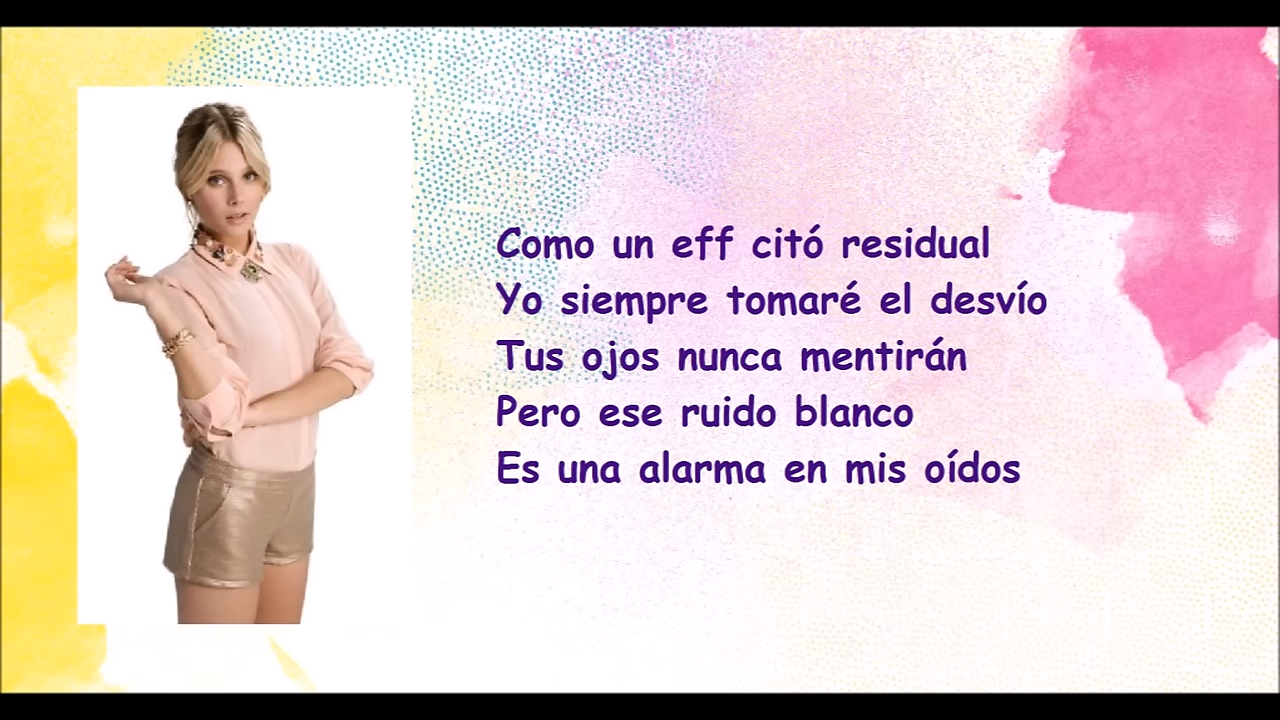 Como un eff citó residual
Yo siempre tomaré el desvío
Tus ojos nunca mentirán
Pero ese ruido blanco
Es una alarma en mis oídos